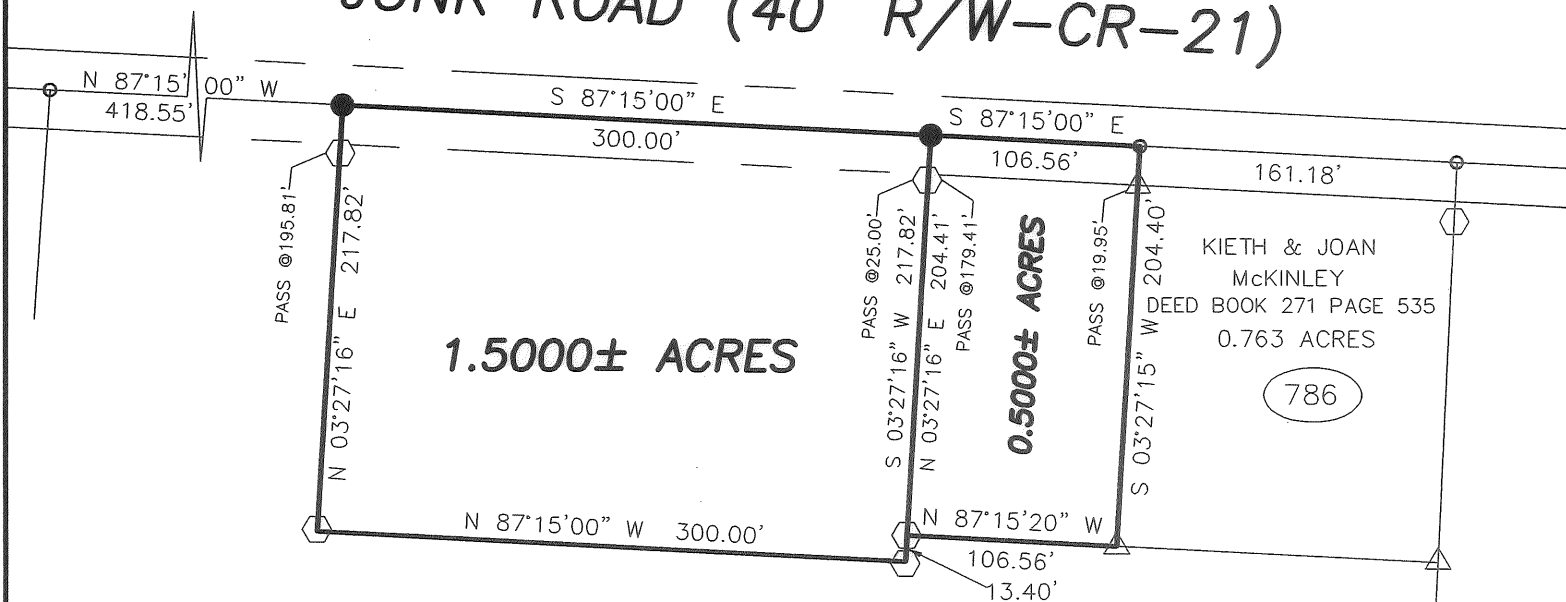 JUNK ROAD (40' R/W-CR-21)
N 87°15'00" W
418.55'
S 87°15'00" E
300.00'
S 87°15'00" E
106.56'
161.18'
PASS @195.81'
N 03°27'16" E 217.82'
1.5000± ACRES
PASS @25.00'
S 03°27'16" W 217.82'
N 03°27'16" E 204.41'
PASS @179.41'
0.5000± ACRES
PASS @19.95'
S 03°27'15" W 204.40'
KIETH & JOAN
McKINLEY
DEED BOOK 271 PAGE 535
0.763 ACRES
786
N 87°15'00" W 300.00'
N 87°15'20" W
106.56'
13.40'